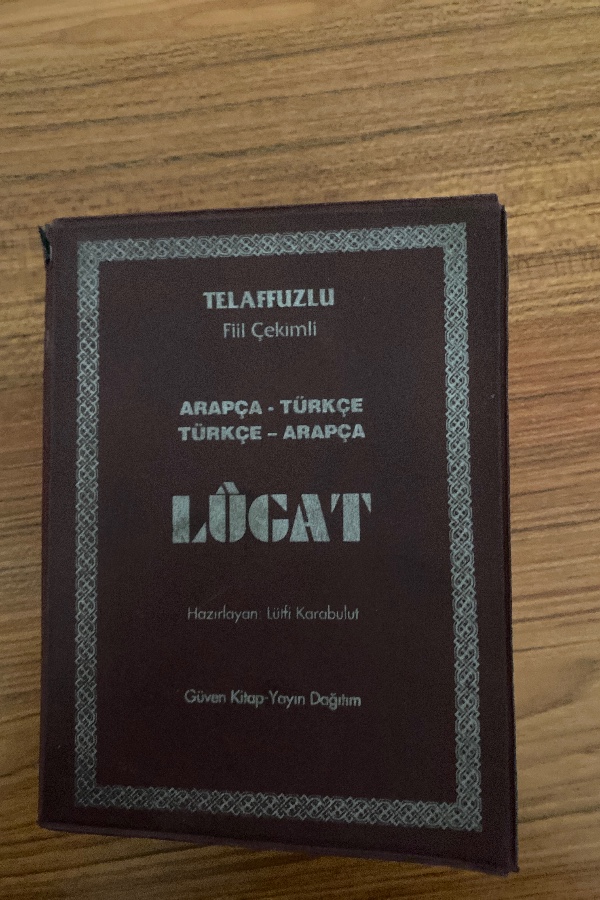 TELAFFUZLU
Fiil Çekimli
ARAPÇA - TÜRKÇE
TÜRKÇE – ARAPÇA
LÛGAT
Hazırlayan: Lütfi Karabulut
Güven Kitap-Yayın Dağıtım